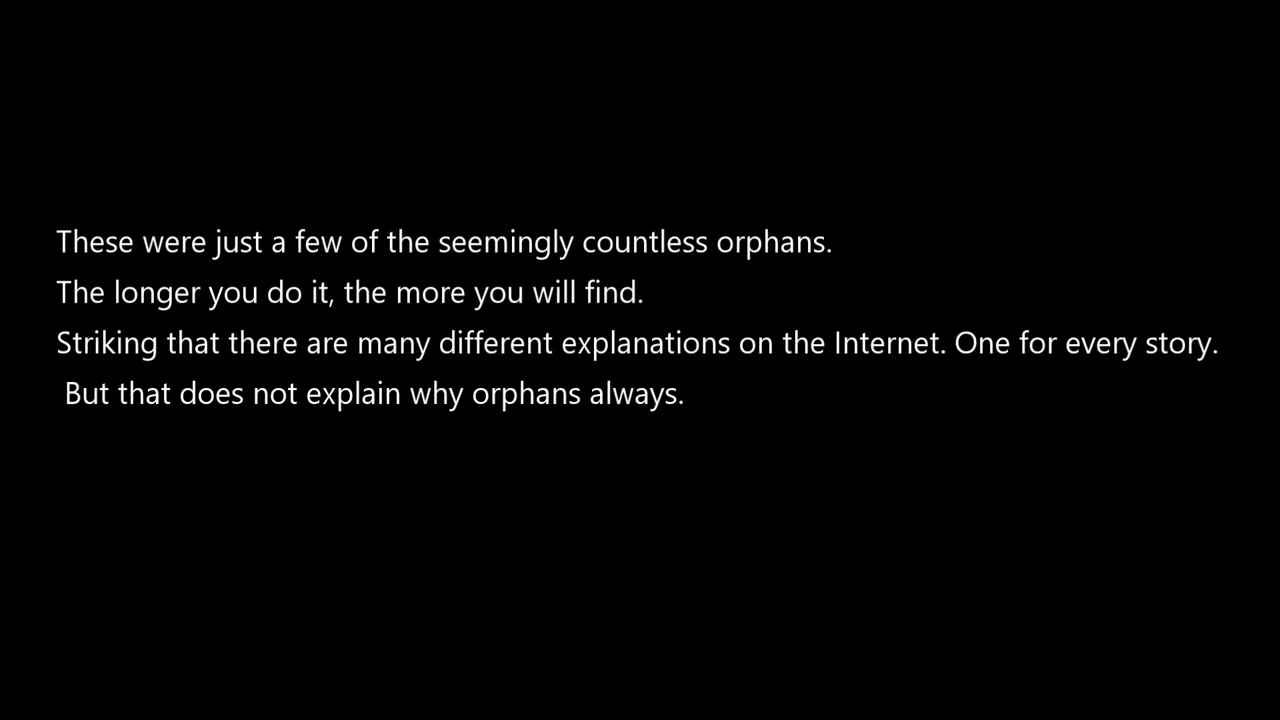 These were just a few of the seemingly countless orphans.
The longer you do it, the more you will find.
Striking that there are many different explanations on the Internet. One for every story.
But that does not explain why orphans always.